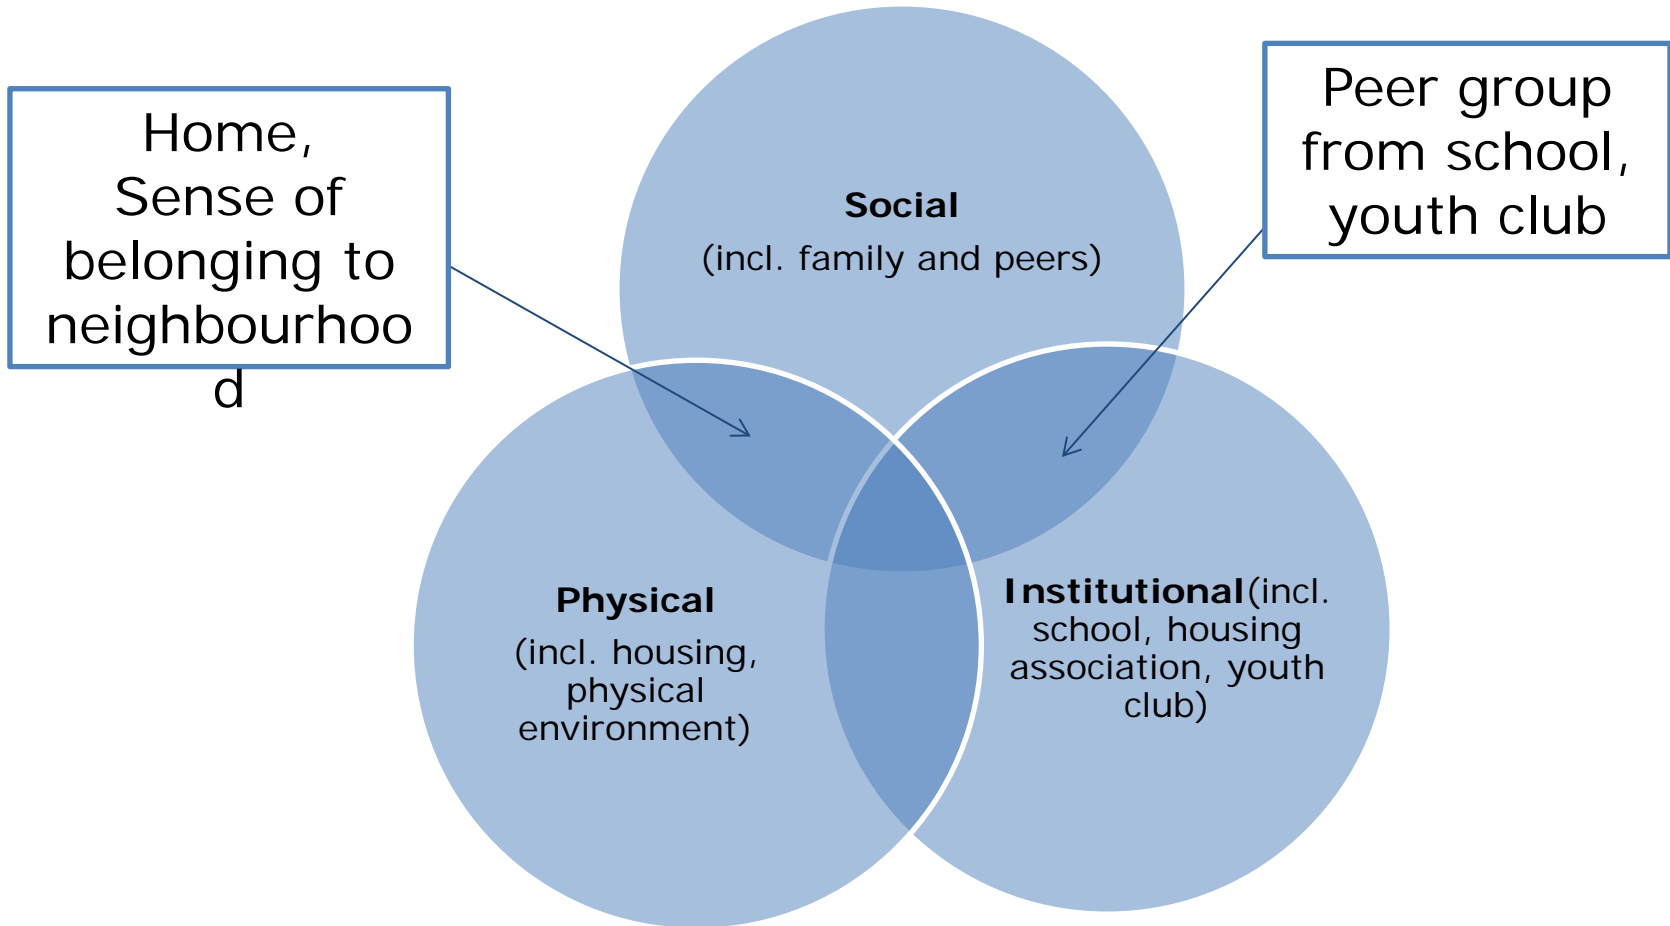 Home,
Sense of
belonging to
neighbourhoo
d
Peer group
from school,
youth club
Social
(incl. family and peers)
Physical
(incl. housing,
physical
environment)
Institutional(incl.
school, housing
association, youth
club)